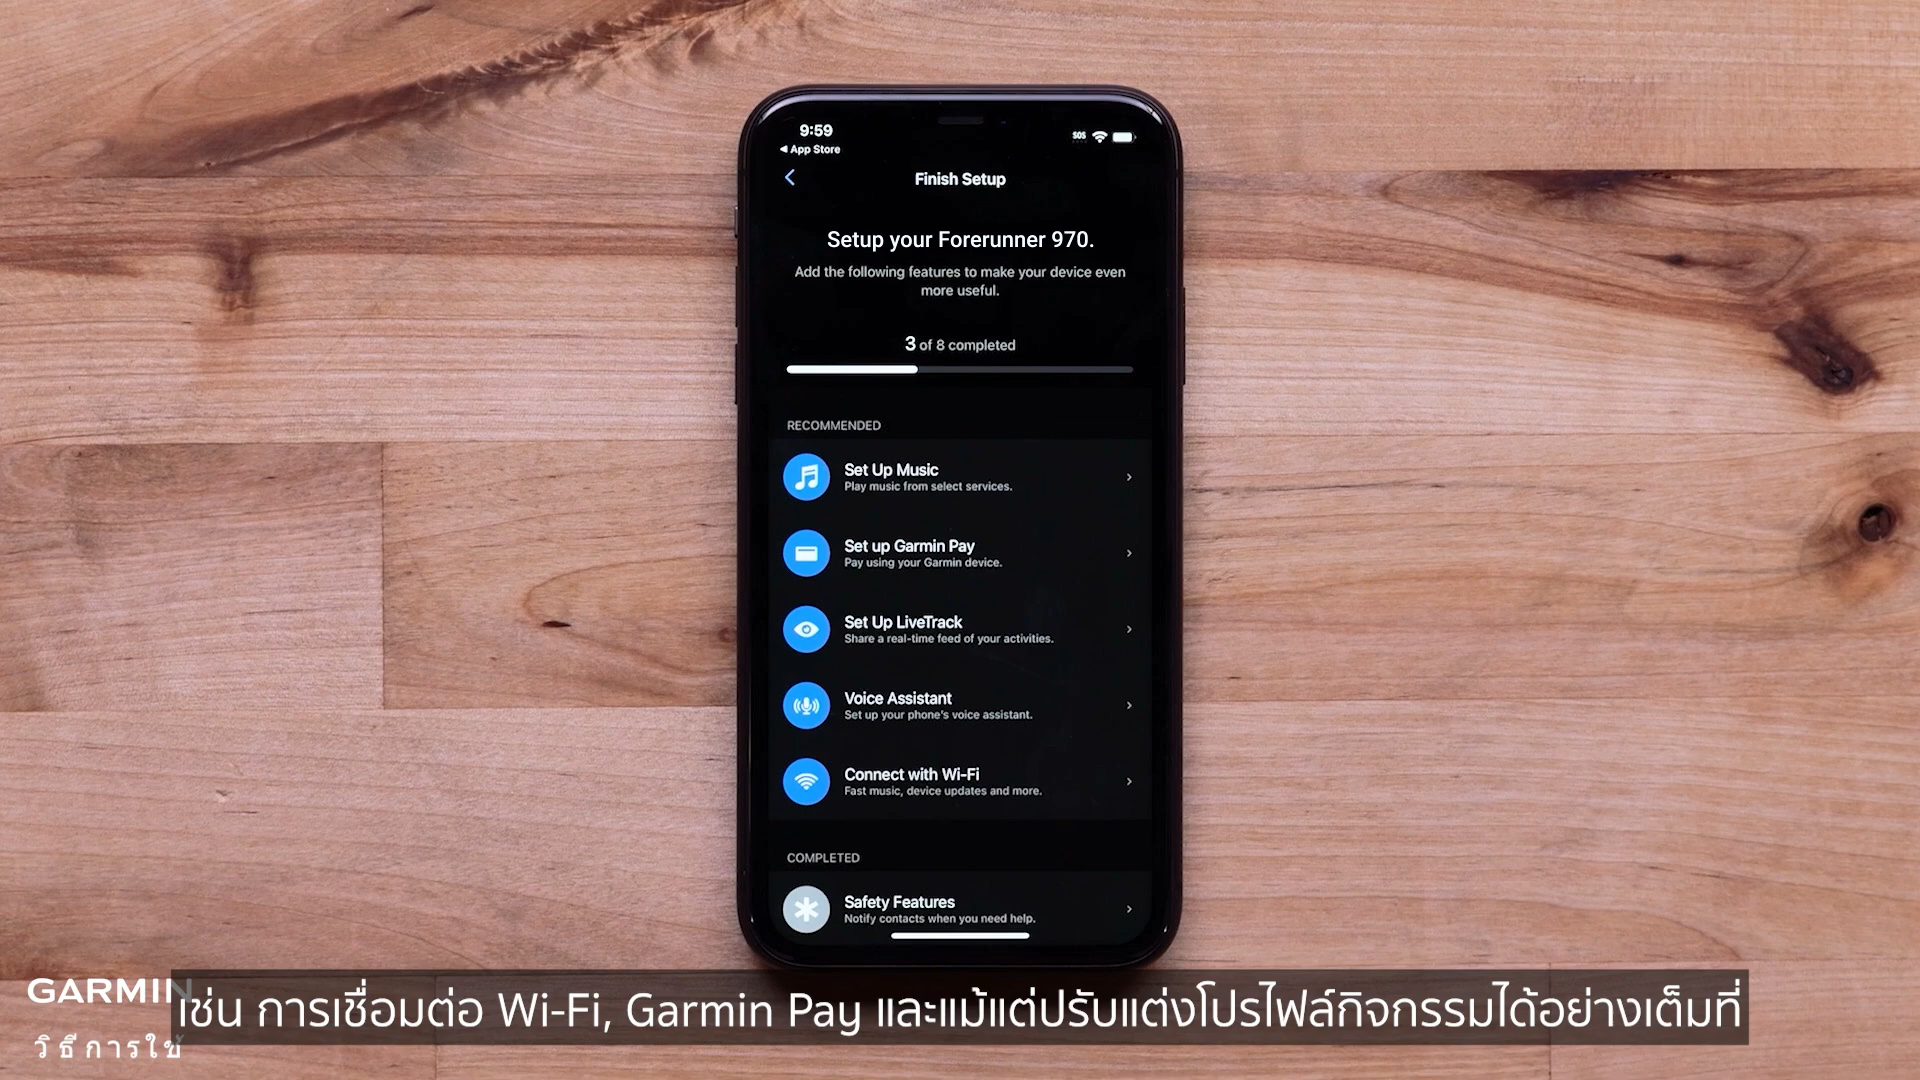 9:59
SOS
App Store
Finish Setup
Setup your Forerunner 970.
Add the following features to make your device even
more useful.
3 of 8 completed
RECOMMENDED
Set Up Music
Play music from select services.
Set up Garmin Pay
Pay using your Garmin device.
Set Up LiveTrack
Share a real-time feed of your activities.
Voice Assistant
Set up your phone's voice assistant.
Connect with Wi-Fi
Fast music, device updates and more.
COMPLETED
Safety Features
Notify contacts when you need help.
GARMIN
วิธีการใช้
เช่น การเชื่อมต่อ Wi-Fi, Garmin Pay และแม้แต่ปรับแต่งโปรไฟล์กิจกรรมได้อย่างเต็มที่